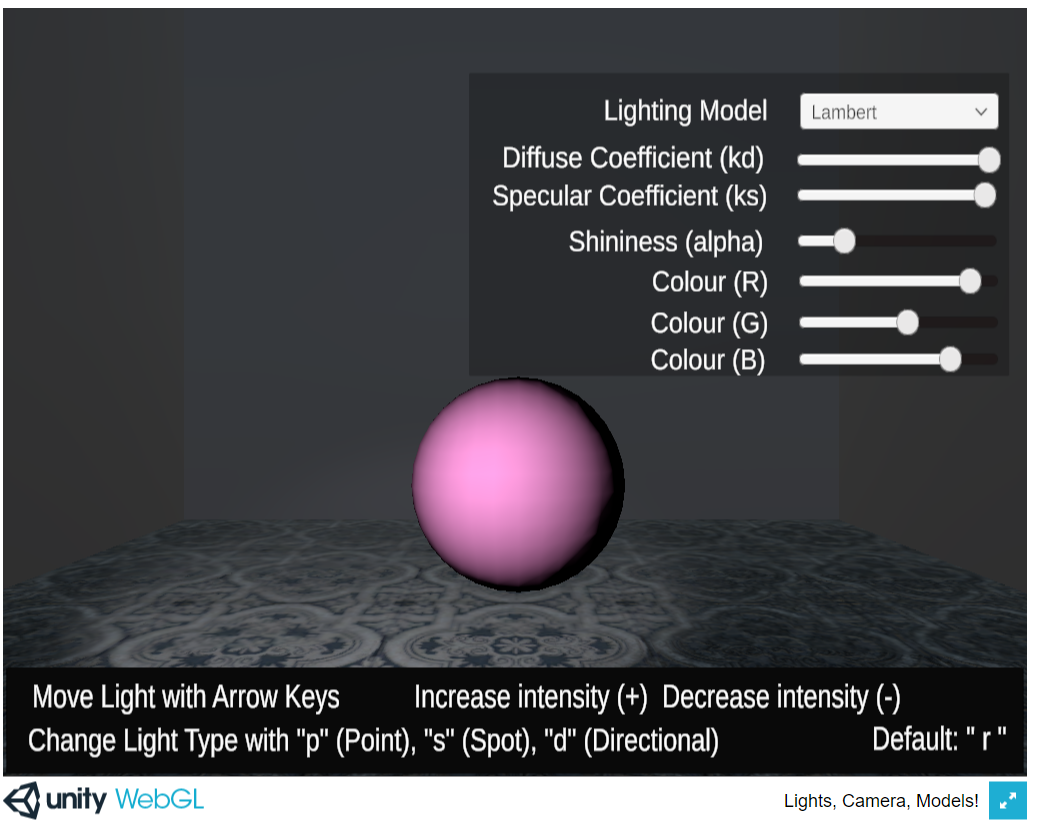 Lighting Model Lambert
Diffuse Coefficient (kd)
Specular Coefficient (ks)
Shininess (alpha)
Colour (R)
Colour (G)
Colour (B)
Move Light with Arrow Keys Increase intensity (+) Decrease intensity (-)
Change Light Type with "p" (Point), "s" (Spot), "d" (Directional) Default: " r "
unity WebGL Lights, Camera, Models!